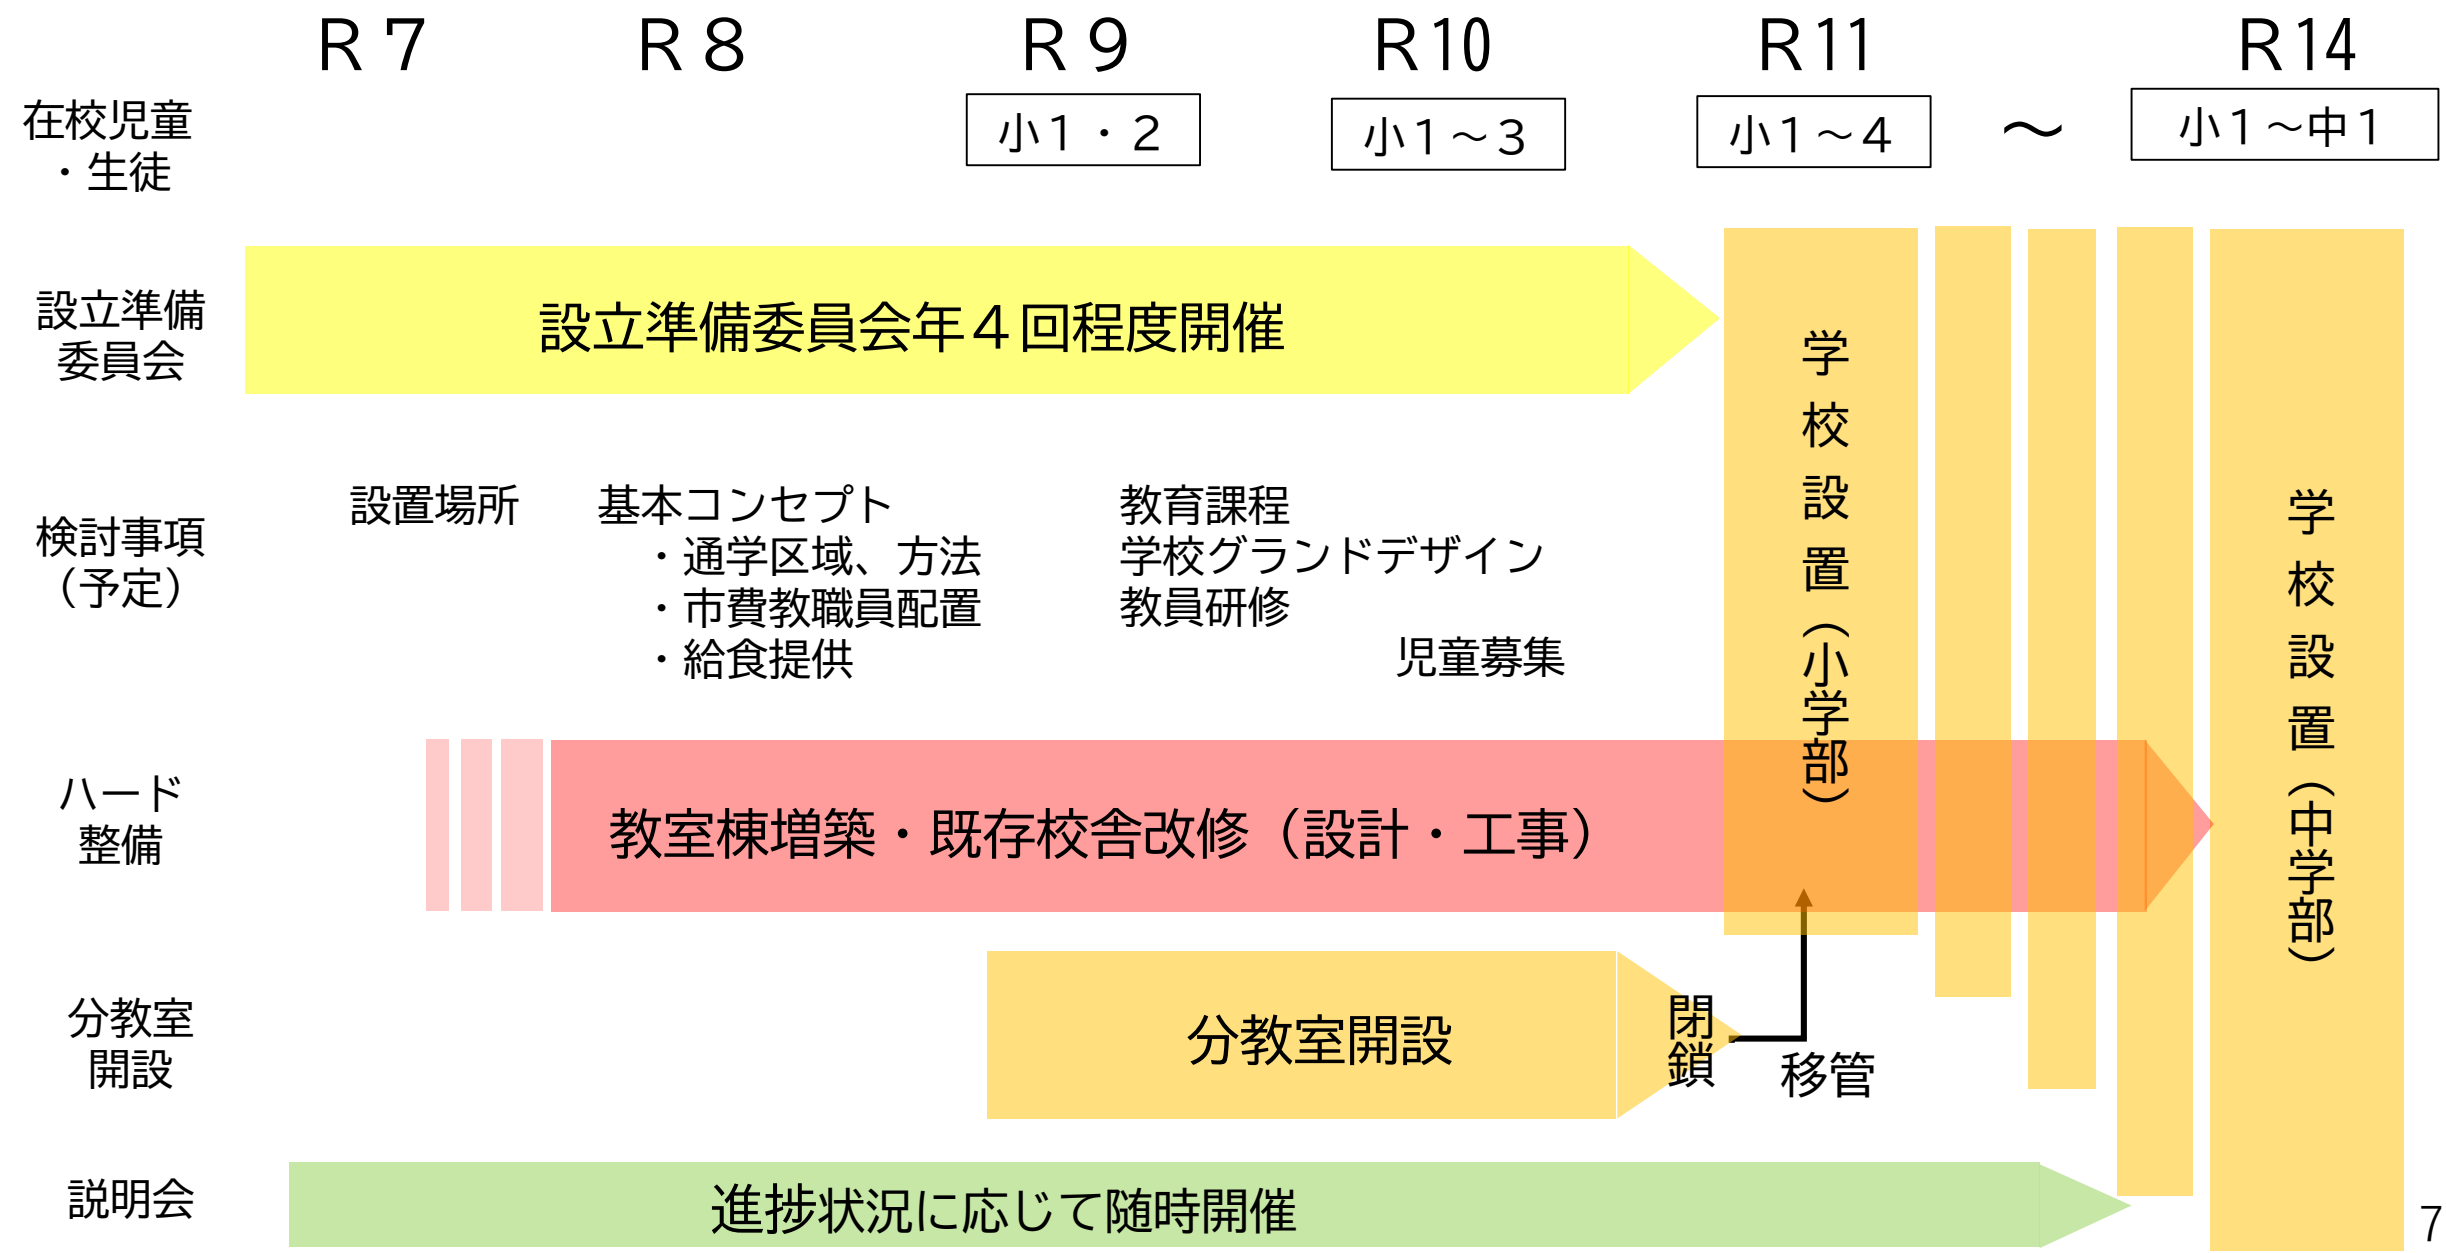 R７
R８
R９
R10
R11
R14
在校児童
・生徒
小１・２
小１～３
小１～４
～
小１～中１
設立準備
委員会
設立準備委員会年４回程度開催
検討事項
（予定）
設置場所
基本コンセプト
・通学区域、方法
・市費教職員配置
・給食提供
教育課程
学校グランドデザイン
教員研修
児童募集
学校設置（小学部）
学校設置（中学部）
ハード
整備
教室棟増築・既存校舎改修（設計・工事）
分教室
開設
分教室開設
閉鎖
移管
説明会
進捗状況に応じて随時開催
7